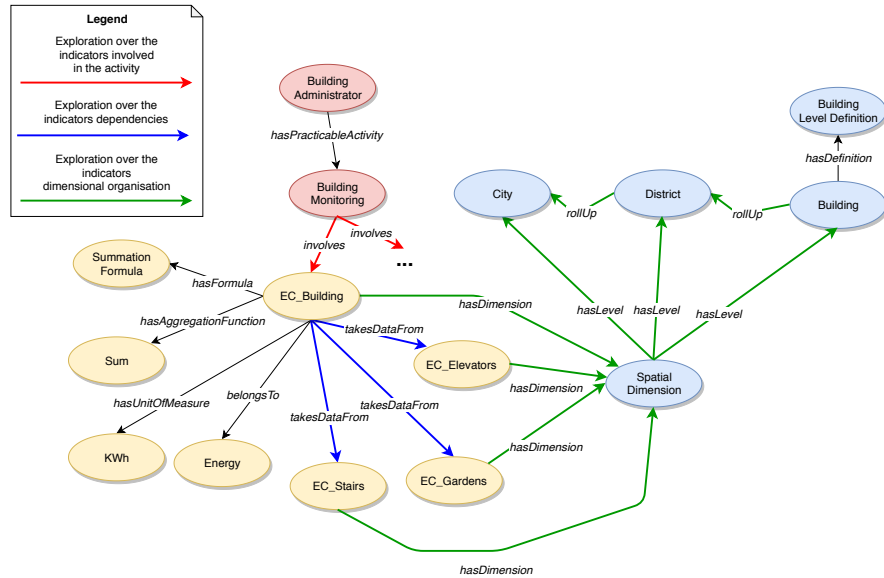 Legend
Exploration over the
indicators involved
in the activity
Exploration over the
indicators dependencies
Exploration over the
indicators
dimensional organisation
Building
Administrator
hasPracticableActivity
Building
Monitoring
involves
involves
...
Building
Level Definition
hasDefinition
City
District
Building
rollUp
rollUp
Summation
Formula
hasFormula
EC_Building
hasDimension
hasLevel
hasLevel
hasLevel
hasAggregationFunction
Sum
takesDataFrom
EC_Elevators
hasDimension
Spatial
Dimension
hasUnitOfMeasure
belongsTo
takesDataFrom
takesDataFrom
hasDimension
KWh
Energy
EC_Stairs
EC_Gardens
hasDimension